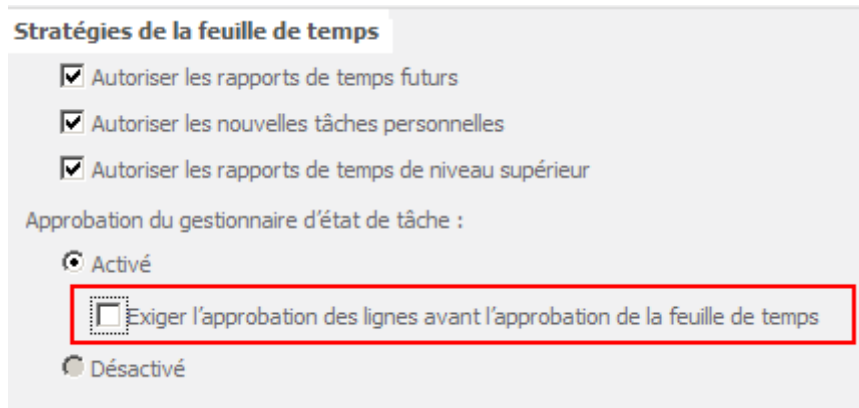 Stratégies de la feuille de temps
Autoriser les rapports de temps futurs
Autoriser les nouvelles tâches personnelles
Autoriser les rapports de temps de niveau supérieur
Approbation du gestionnaire d'état de tâche :
Activé
Exiger l'approbation des lignes avant l'approbation de la feuille de temps
Désactivé